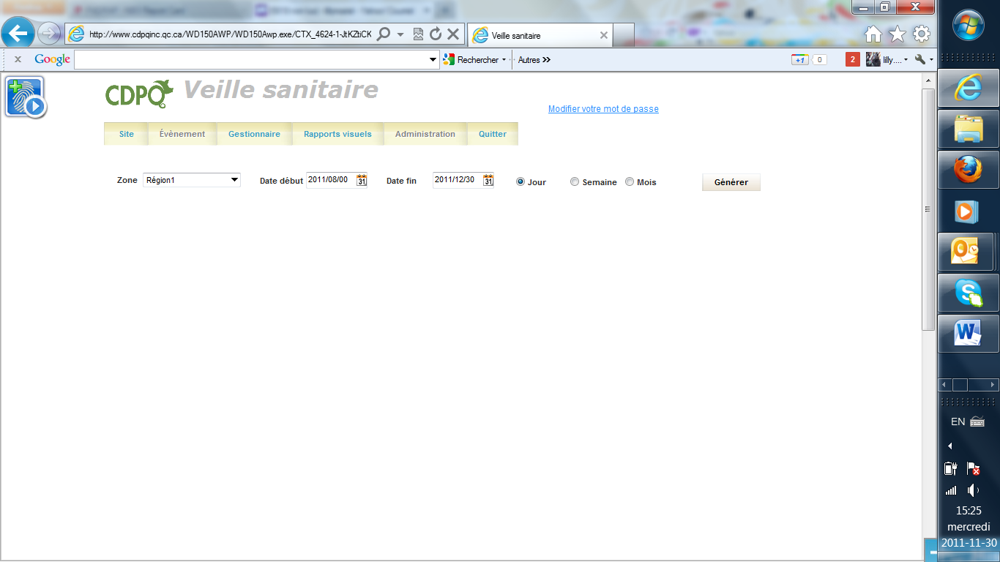 http://www.cdpqinc.qc.ca/WD150AWP/WD150Awp.exe/CTX_4624-1-JtKZtiCK
Veille sanitaire
Google
Rechercher
Autres >>
+1 0
2
lilly....
CDPQ
Veille sanitaire
Modifier votre mot de passe
Site Évènement Gestionnaire Rapports visuels Administration Quitter
Zone Région1 Date début 2011/08/00 31 Date fin 2011/12/30 31 Jour Semaine Mois Générer
EN
15:25
mercredi
2011-11-30